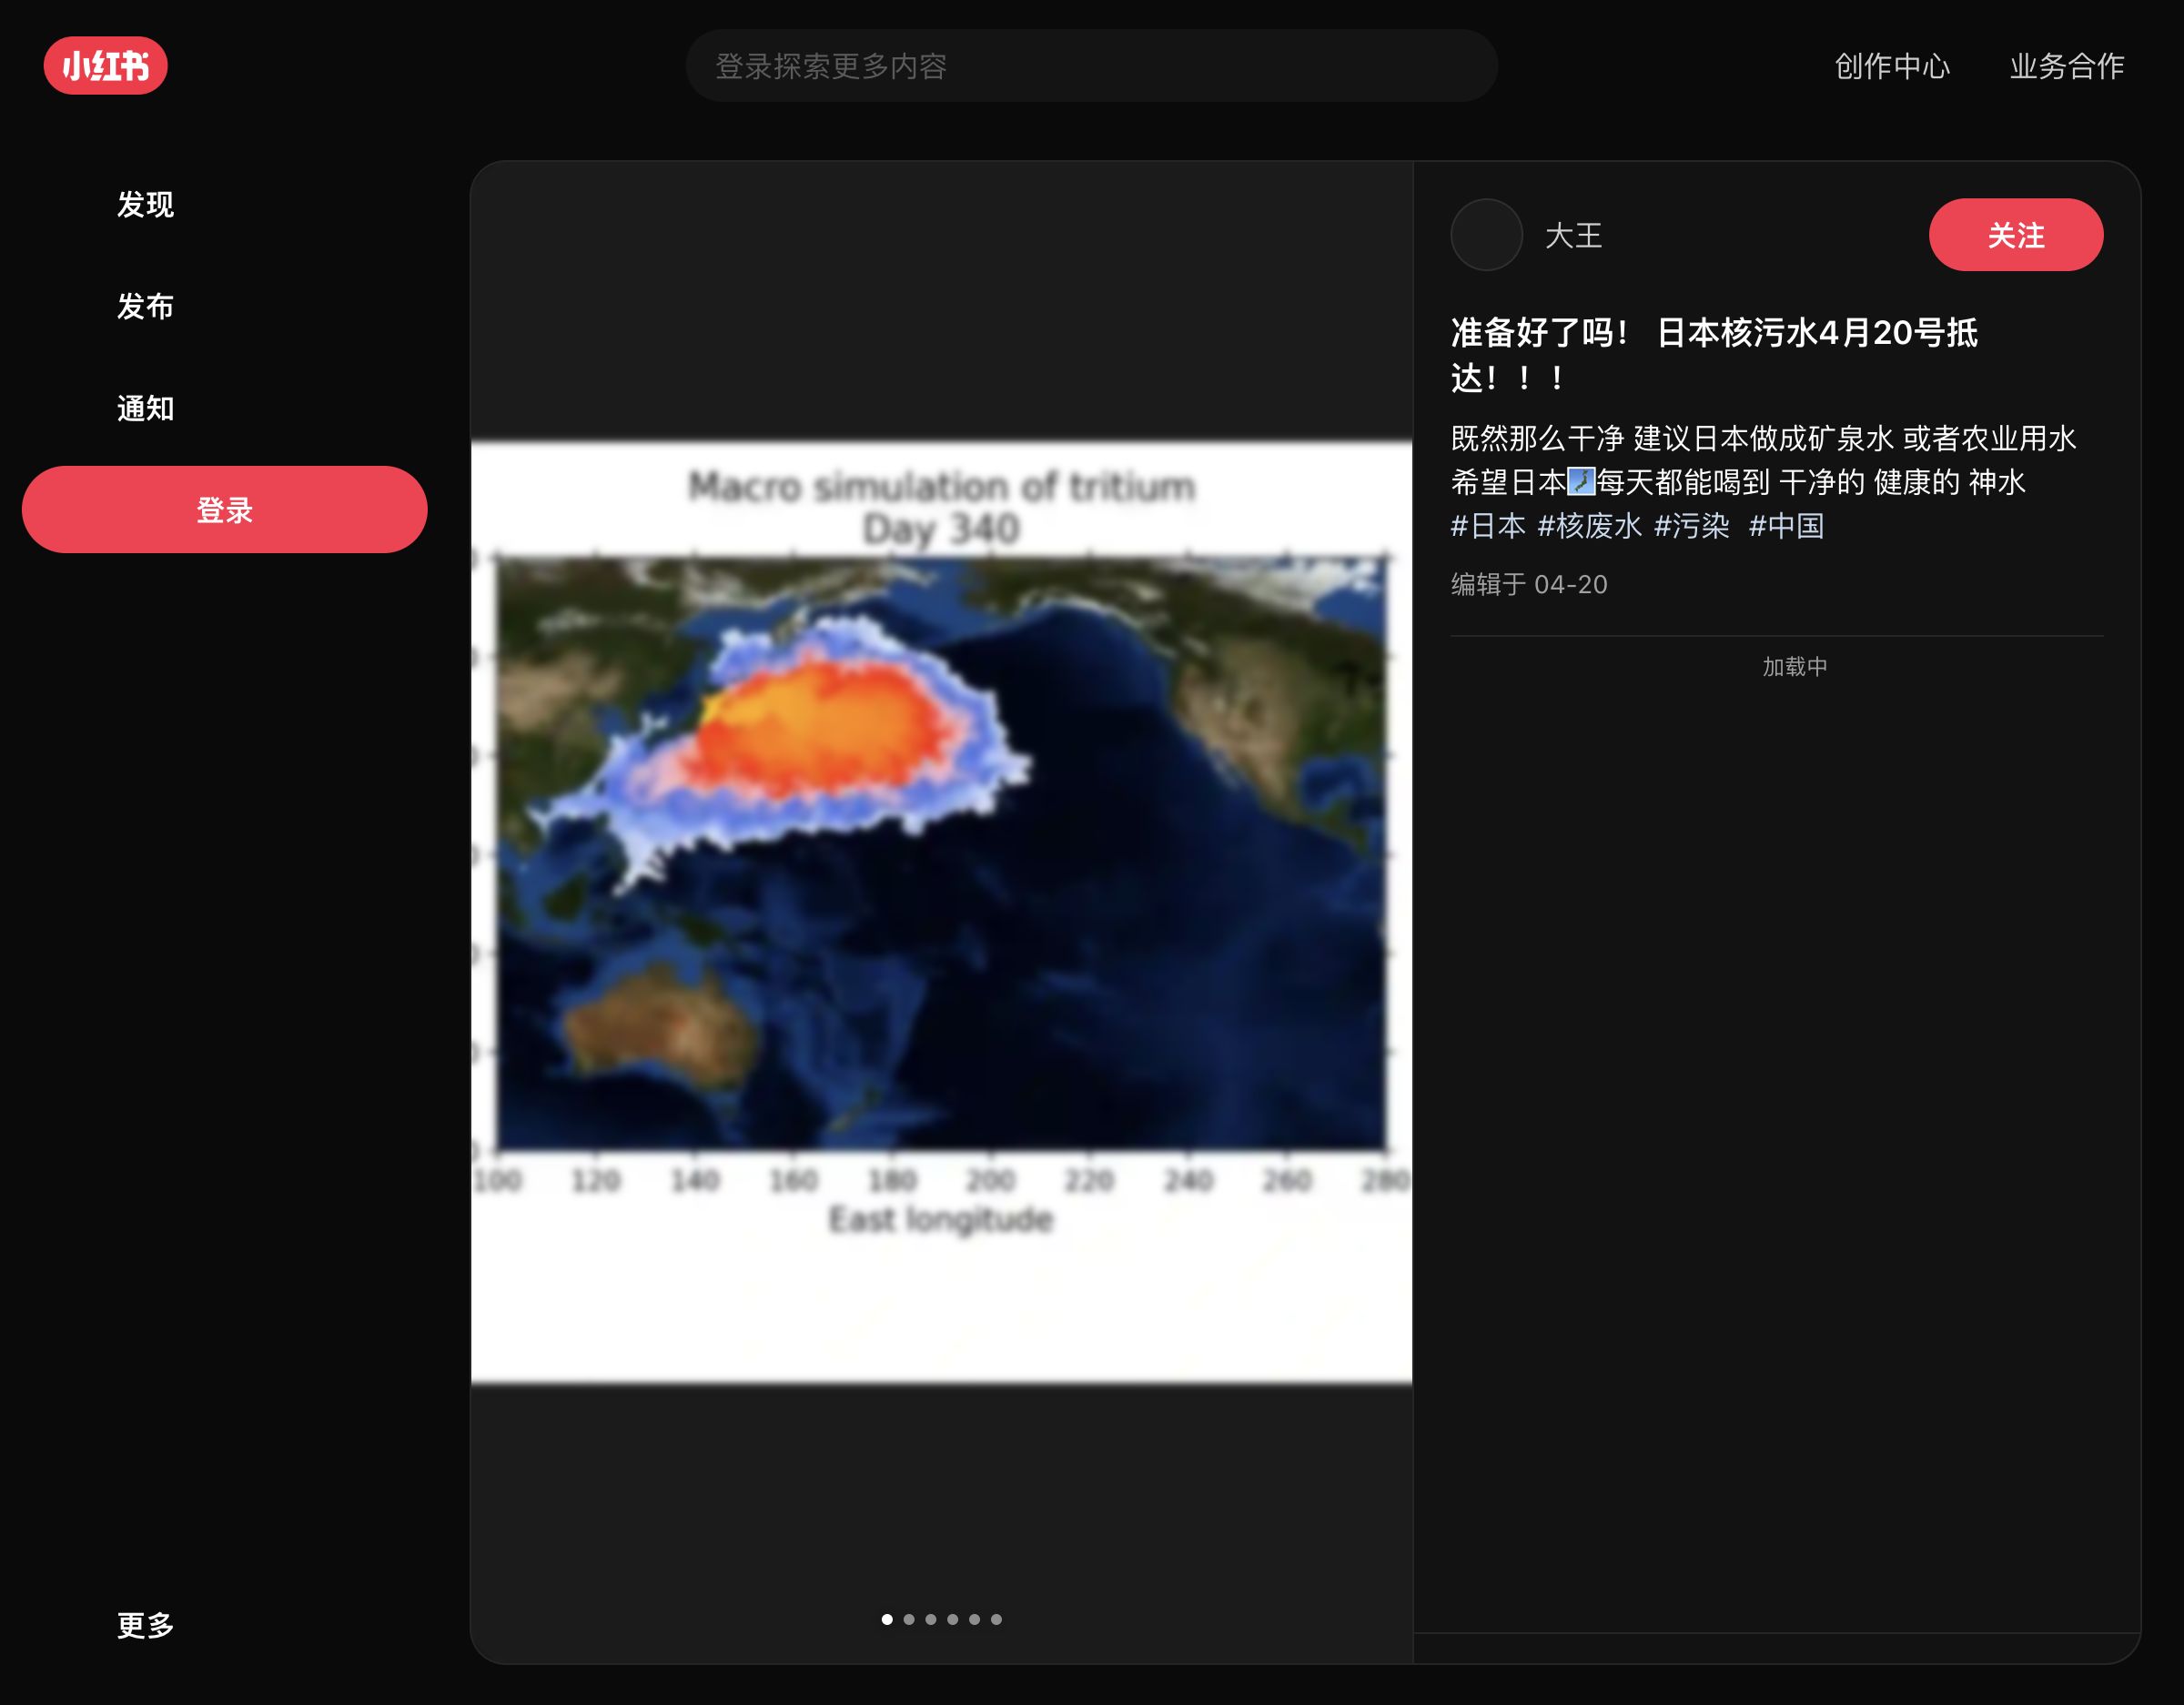 小红书
登录探索更多内容
创作中心
业务合作
发现
发布
通知
登录
更多
Macro simulation of tritium
Day 340
100 120 140 160 180 200 220 240 260 280
East longitude
大王
关注
准备好了吗！ 日本核污水4月20号抵
达！！！
既然那么干净 建议日本做成矿泉水 或者农业用水
希望日本🗾每天都能喝到 干净的 健康的 神水
#日本 #核废水 #污染 #中国
编辑于 04-20
加载中